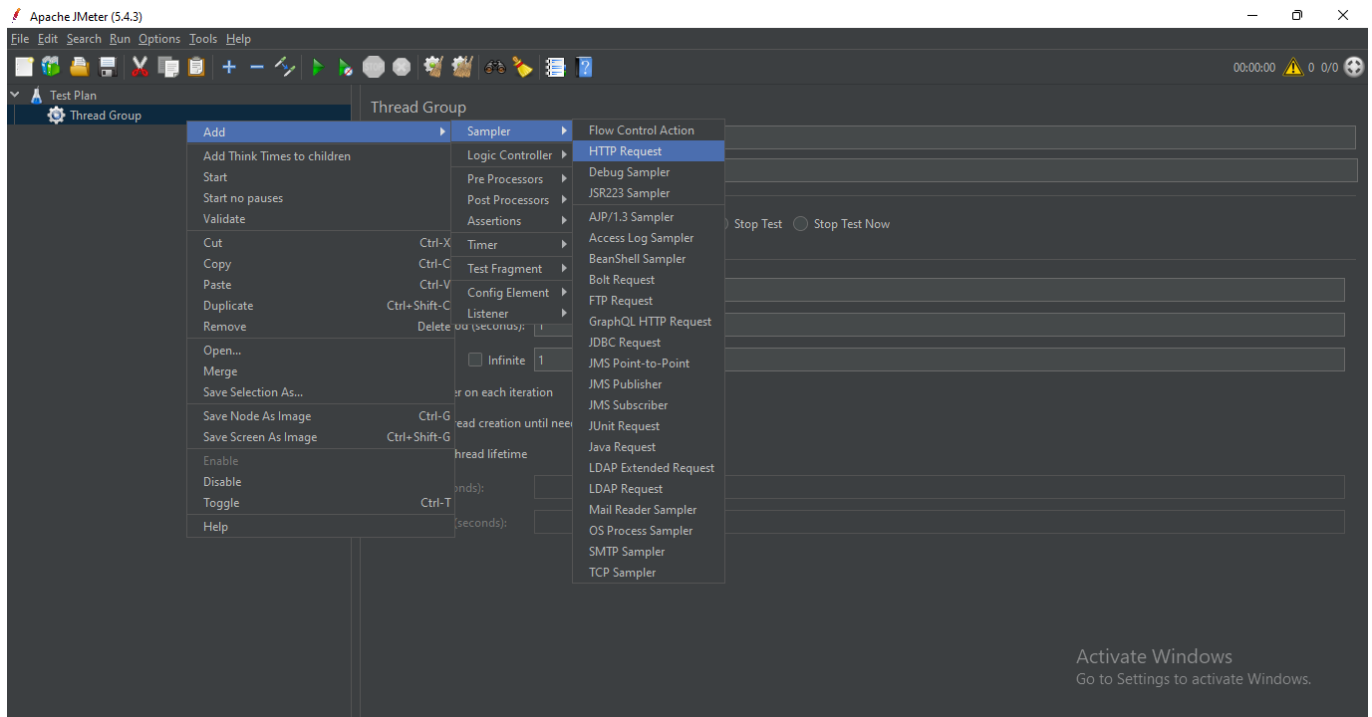 Apache JMeter (5.4.3)
File Edit Search Run Options Tools Help
00:00:00 0 0/0
Test Plan
Thread Group
Thread Group
Add
Add Think Times to children
Start
Start no pauses
Validate
Cut Ctrl-X
Copy Ctrl-C
Paste Ctrl-V
Duplicate Ctrl+Shift-C
Remove Delete
Open...
Merge
Save Selection As...
Save Node As Image Ctrl-G
Save Screen As Image Ctrl+Shift-G
Enable
Disable
Toggle Ctrl-T
Help
Sampler
Logic Controller
Pre Processors
Post Processors
Assertions
Timer
Test Fragment
Config Element
Listener
Flow Control Action
HTTP Request
Debug Sampler
JSR223 Sampler
AJP/1.3 Sampler
Access Log Sampler
BeanShell Sampler
Bolt Request
FTP Request
GraphQL HTTP Request
JDBC Request
JMS Point-to-Point
JMS Publisher
JMS Subscriber
JUnit Request
Java Request
LDAP Extended Request
LDAP Request
Mail Reader Sampler
OS Process Sampler
SMTP Sampler
TCP Sampler
Stop Test Stop Test Now
(seconds): 1
Infinite 1
on each iteration
creation until
lifetime
(seconds):
Activate Windows
Go to Settings to activate Windows.